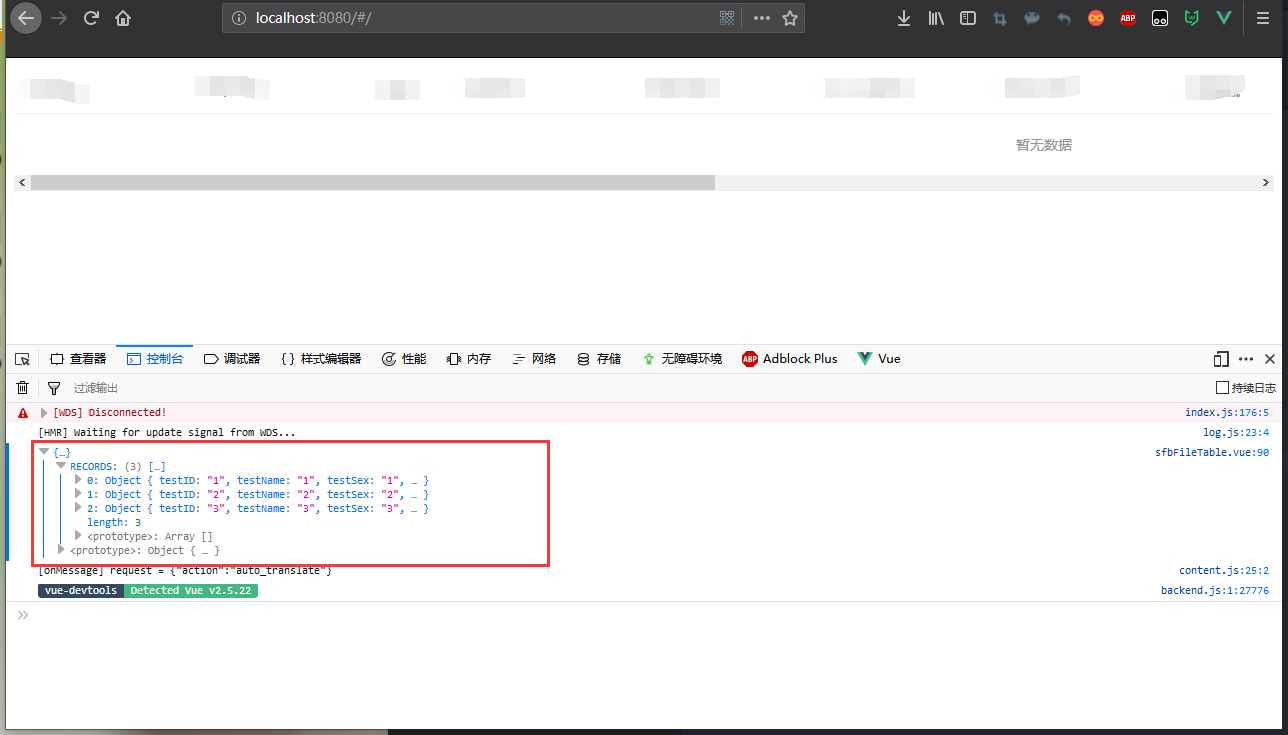 localhost:8080/#/
ABP
暂无数据
查看器 控制台 调试器 { } 样式编辑器 性能 内存 网络 存储 无障碍环境 ABP Adblock Plus Vue
过滤输出 持续日志
[WDS] Disconnected! index.js:176:5
[HMR] Waiting for update signal from WDS... log.js:23:4
{…} sfbFileTable.vue:90
RECORDS: (3) […]
0: Object { testID: "1", testName: "1", testSex: "1", … }
1: Object { testID: "2", testName: "2", testSex: "2", … }
2: Object { testID: "3", testName: "3", testSex: "3", … }
length: 3
<prototype>: Array []
<prototype>: Object { … }
[onMessage] request = {"action":"auto_translate"} content.js:25:2
vue-devtools Detected Vue v2.5.22 backend.js:1:27776